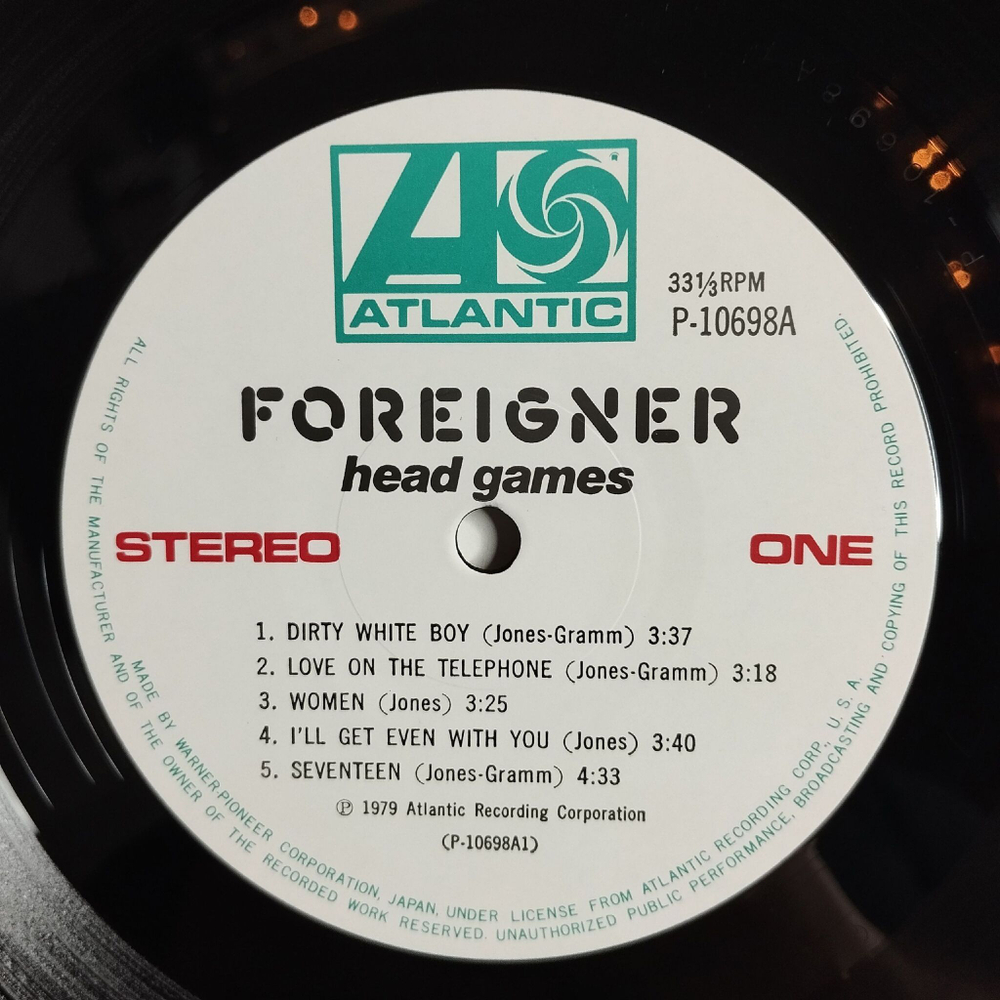 ATLANTIC
33⅓RPM
P-10698A
FOREIGNER
head games
STEREO
ONE
1. DIRTY WHITE BOY (Jones-Gramm) 3:37
2. LOVE ON THE TELEPHONE (Jones-Gramm) 3:18
3. WOMEN (Jones) 3:25
4. I'LL GET EVEN WITH YOU (Jones) 3:40
5. SEVENTEEN (Jones-Gramm) 4:33
℗ 1979 Atlantic Recording Corporation
(P-10698A1)
MADE BY WARNER-PIONEER CORPORATION, JAPAN, UNDER LICENSE FROM ATLANTIC RECORDING CORP., U. S. A.
ALL RIGHTS OF THE MANUFACTURER AND OF THE OWNER OF THE RECORDED WORK RESERVED. UNAUTHORIZED PUBLIC PERFORMANCE, BROADCASTING AND COPYING OF THIS RECORD PROHIBITED.